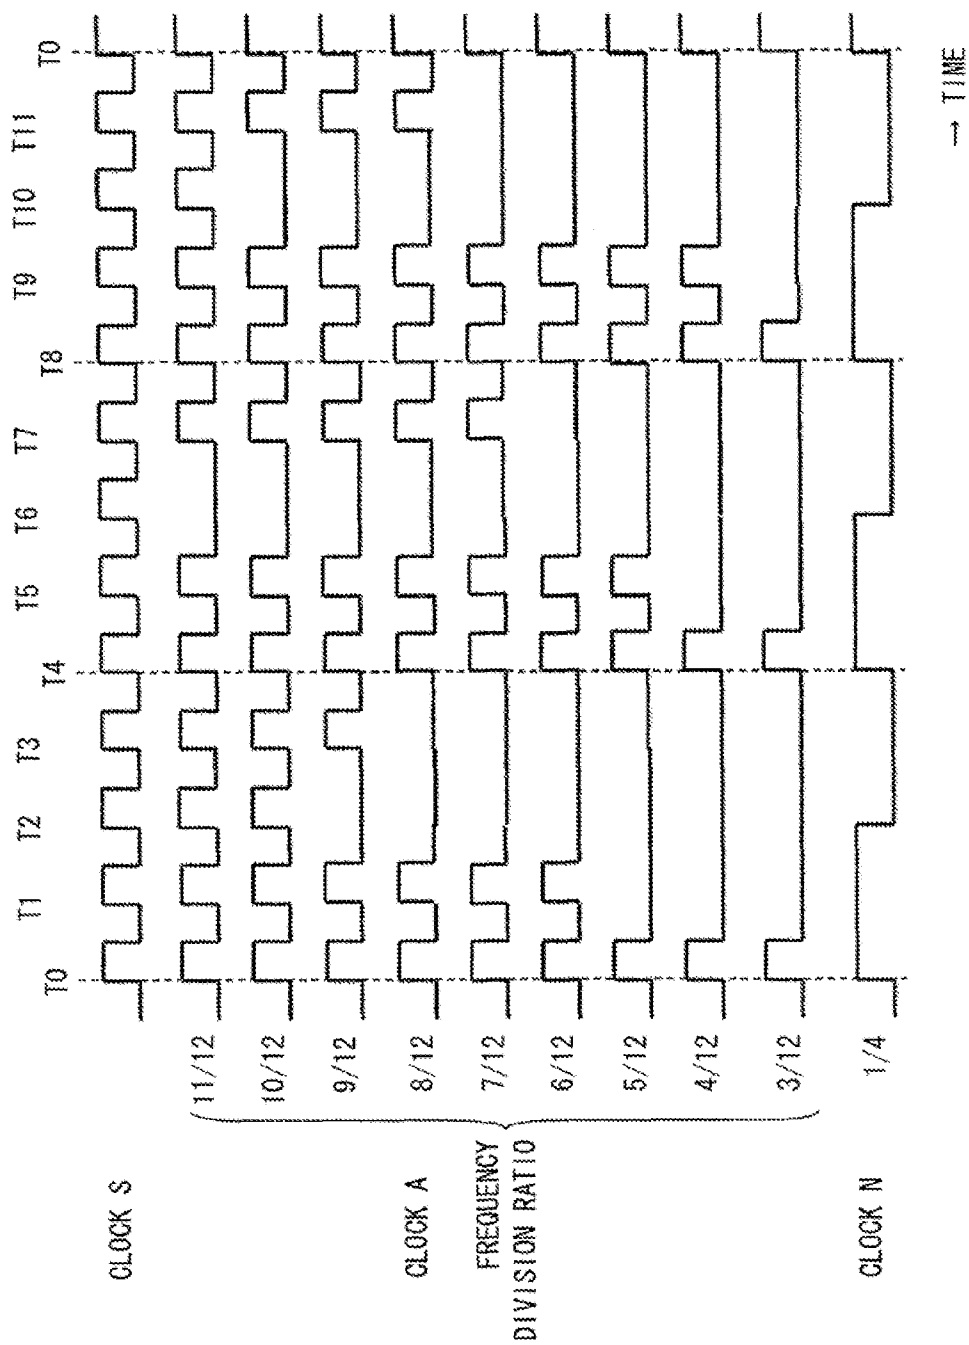 T0 T1 T2 T3 T4 T5 T6 T7 T8 T9 T10 T11 T0
CLOCK S
CLOCK A
FREQUENCY
DIVISION RATIO
11/12
10/12
9/12
8/12
7/12
6/12
5/12
4/12
3/12
CLOCK N 1/4
→ TIME